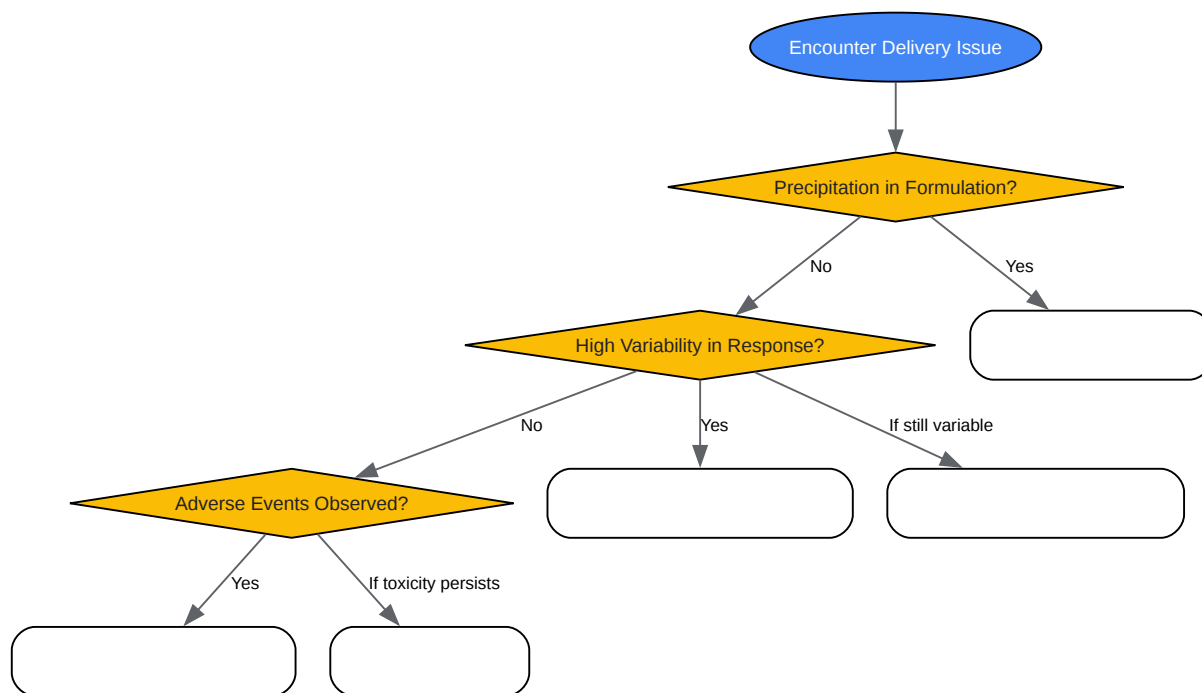 Encounter Delivery Issue
Precipitation in Formulation?
No
Yes
High Variability in Response?
No
Yes
If still variable
Adverse Events Observed?
Yes
If toxicity persists